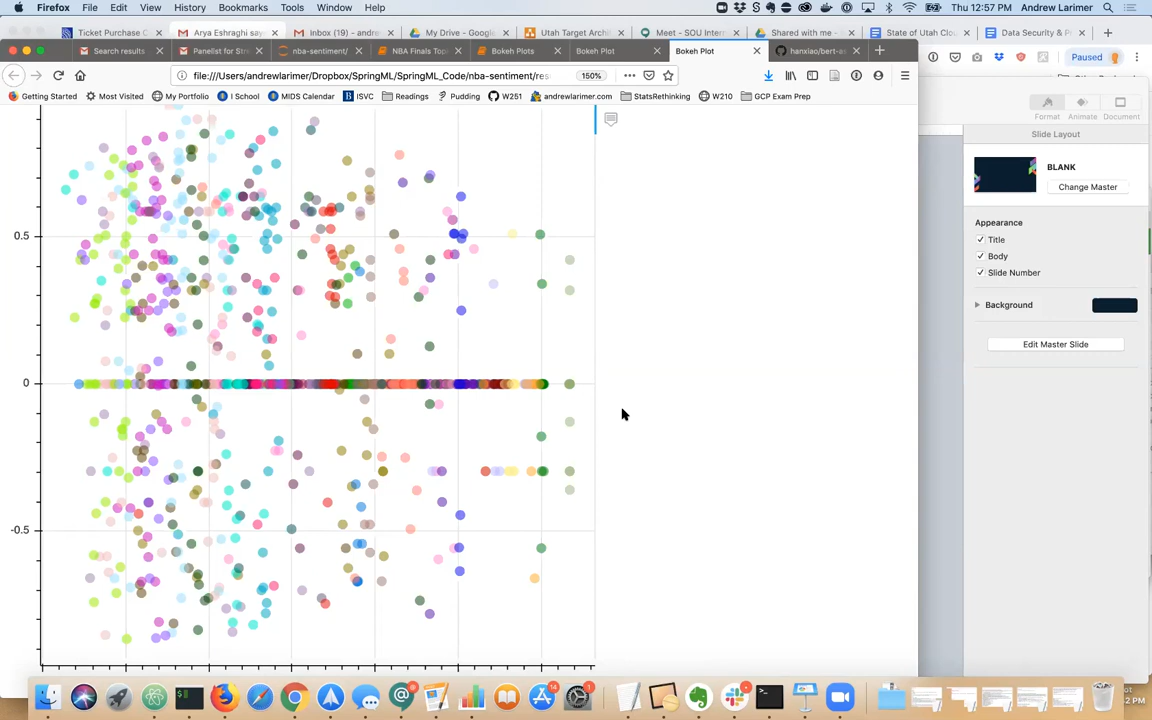 Firefox File Edit View History Bookmarks Tools Window Help
Thu 12:57 PM Andrew Larimer
Ticket Purchase C
Arya Eshraghi say
Inbox (19) - andre
My Drive - Google
Utah Target Archite
Meet - SOU Intern
Shared with me -
State of Utah Cloud
Data Security & P
Search results
Panelist for Str
nba-sentiment/
NBA Finals Topi
Bokeh Plots
Bokeh Plot
Bokeh Plot
hanxiao/bert-as
Paused
file:///Users/andrewlarimer/Dropbox/SpringML/SpringML_Code/nba-sentiment/res
150%
Getting Started
Most Visited
My Portfolio
I School
MIDS Calendar
ISVC
Readings
Pudding
W251
andrewlarimer.com
StatsRethinking
W210
GCP Exam Prep
Format Animate Document
Slide Layout
BLANK
Change Master
Appearance
Title
Body
Slide Number
Background
Edit Master Slide
0.5
0
-0.5
14